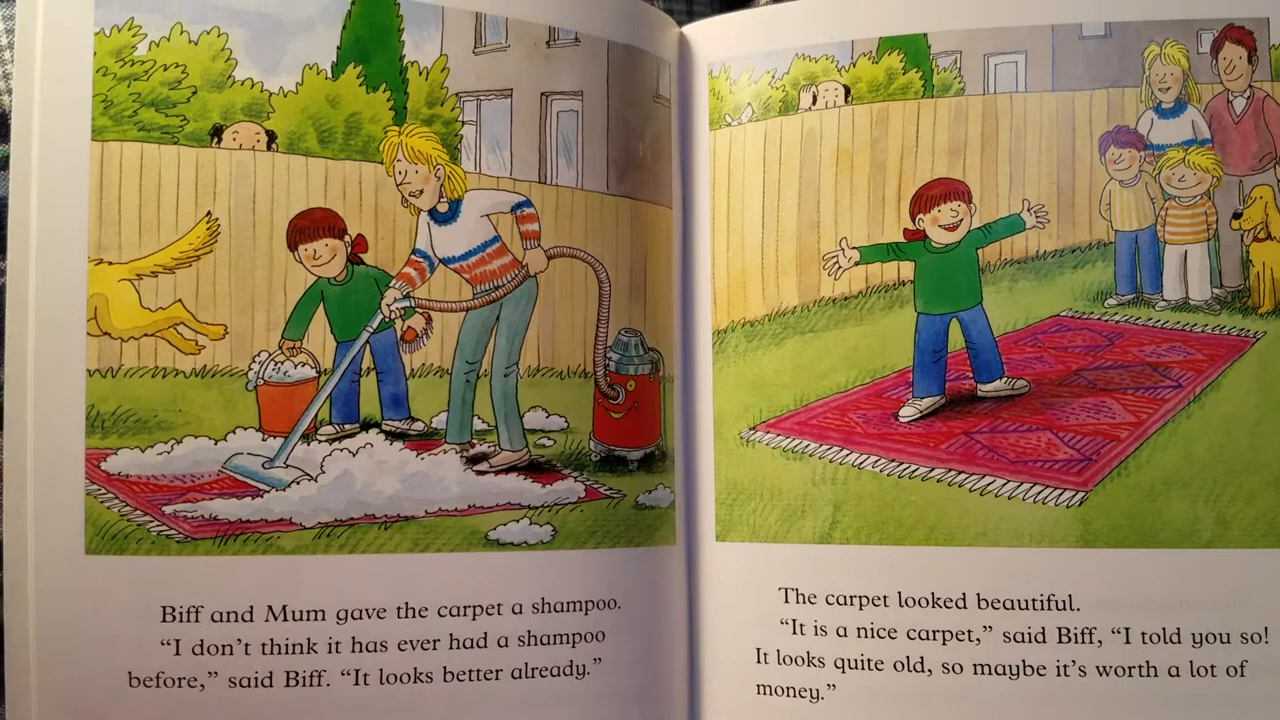 Biff and Mum gave the carpet a shampoo.
“I don’t think it has ever had a shampoo
before,” said Biff. “It looks better already.”
The carpet looked beautiful.
“It is a nice carpet,” said Biff, “I told you so!
It looks quite old, so maybe it’s worth a lot of
money.”